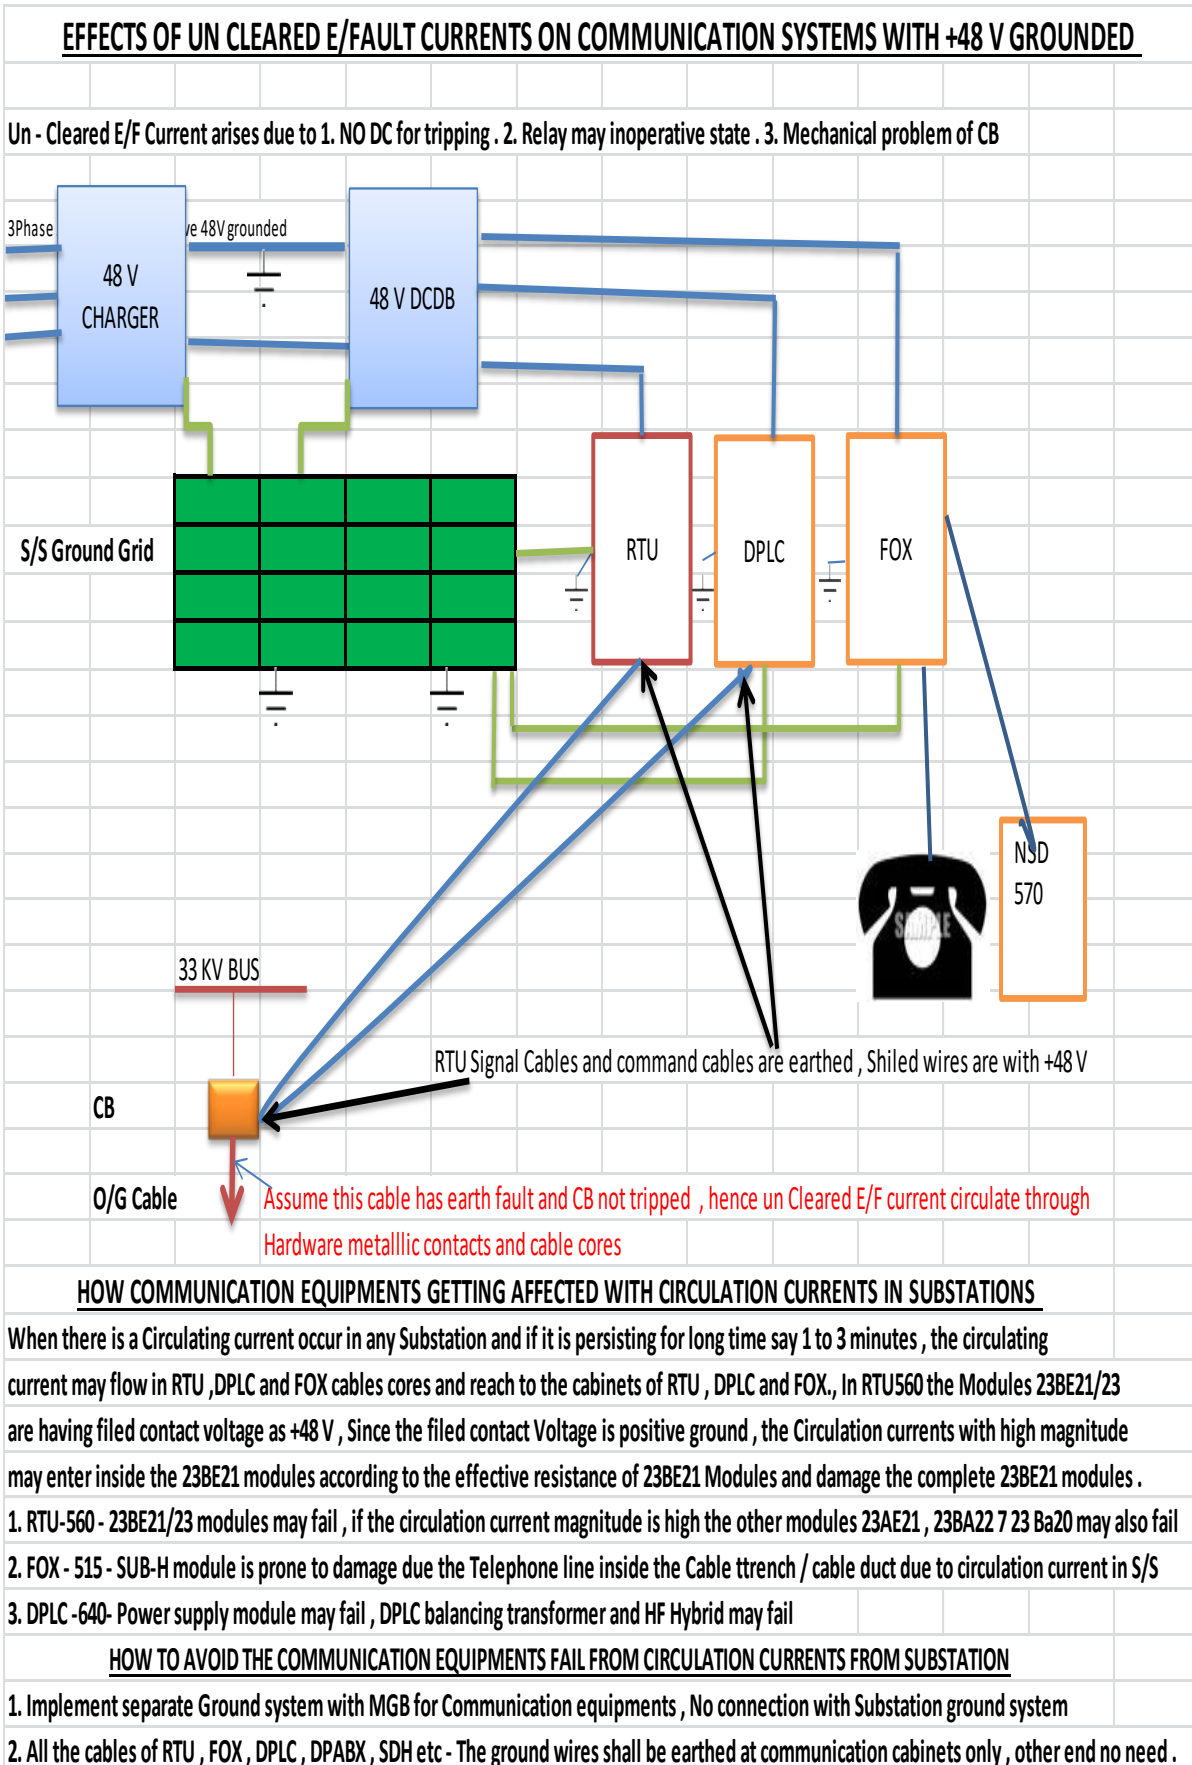 EFFECTS OF UN CLEARED E/FAULT CURRENTS ON COMMUNICATION SYSTEMS WITH +48 V GROUNDED
Un - Cleared E/F Current arises due to 1. NO DC for tripping . 2. Relay may inoperative state . 3. Mechanical problem of CB
3Phase
ve 48V grounded
48 V
CHARGER
48 V DCDB
S/S Ground Grid
RTU
DPLC
FOX
NSD
570
SAMPLE
33 KV BUS
RTU Signal Cables and command cables are earthed , Shiled wires are with +48 V
CB
O/G Cable
Assume this cable has earth fault and CB not tripped , hence un Cleared E/F current circulate through
Hardware metalllic contacts and cable cores
HOW COMMUNICATION EQUIPMENTS GETTING AFFECTED WITH CIRCULATION CURRENTS IN SUBSTATIONS
When there is a Circulating current occur in any Substation and if it is persisting for long time say 1 to 3 minutes , the circulating
current may flow in RTU ,DPLC and FOX cables cores and reach to the cabinets of RTU , DPLC and FOX., In RTU560 the Modules 23BE21/23
are having filed contact voltage as +48 V , Since the filed contact Voltage is positive ground , the Circulation currents with high magnitude
may enter inside the 23BE21 modules according to the effective resistance of 23BE21 Modules and damage the complete 23BE21 modules .
1. RTU-560 - 23BE21/23 modules may fail , if the circulation current magnitude is high the other modules 23AE21 , 23BA22 7 23 Ba20 may also fail
2. FOX - 515 - SUB-H module is prone to damage due the Telephone line inside the Cable ttrench / cable duct due to circulation current in S/S
3. DPLC -640- Power supply module may fail , DPLC balancing transformer and HF Hybrid may fail
HOW TO AVOID THE COMMUNICATION EQUIPMENTS FAIL FROM CIRCULATION CURRENTS FROM SUBSTATION
1. Implement separate Ground system with MGB for Communication equipments , No connection with Substation ground system
2. All the cables of RTU , FOX , DPLC , DPABX , SDH etc - The ground wires shall be earthed at communication cabinets only , other end no need .